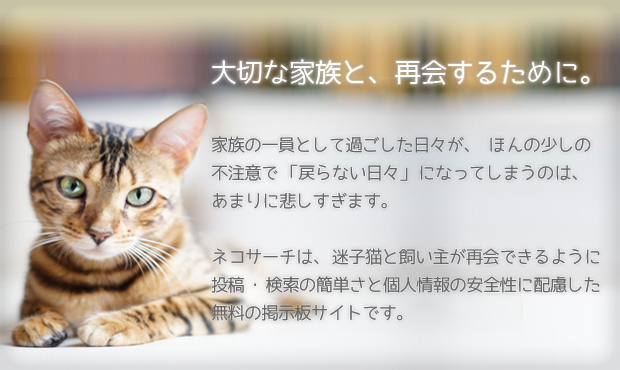 大切な家族と、再会するために。
家族の一員として過ごした日々が、 ほんの少しの
不注意で「戻らない日々」になってしまうのは、
あまりに悲しすぎます。
ネコサーチは、迷子猫と飼い主が再会できるように
投稿・検索の簡単さと個人情報の安全性に配慮した
無料の掲示板サイトです。